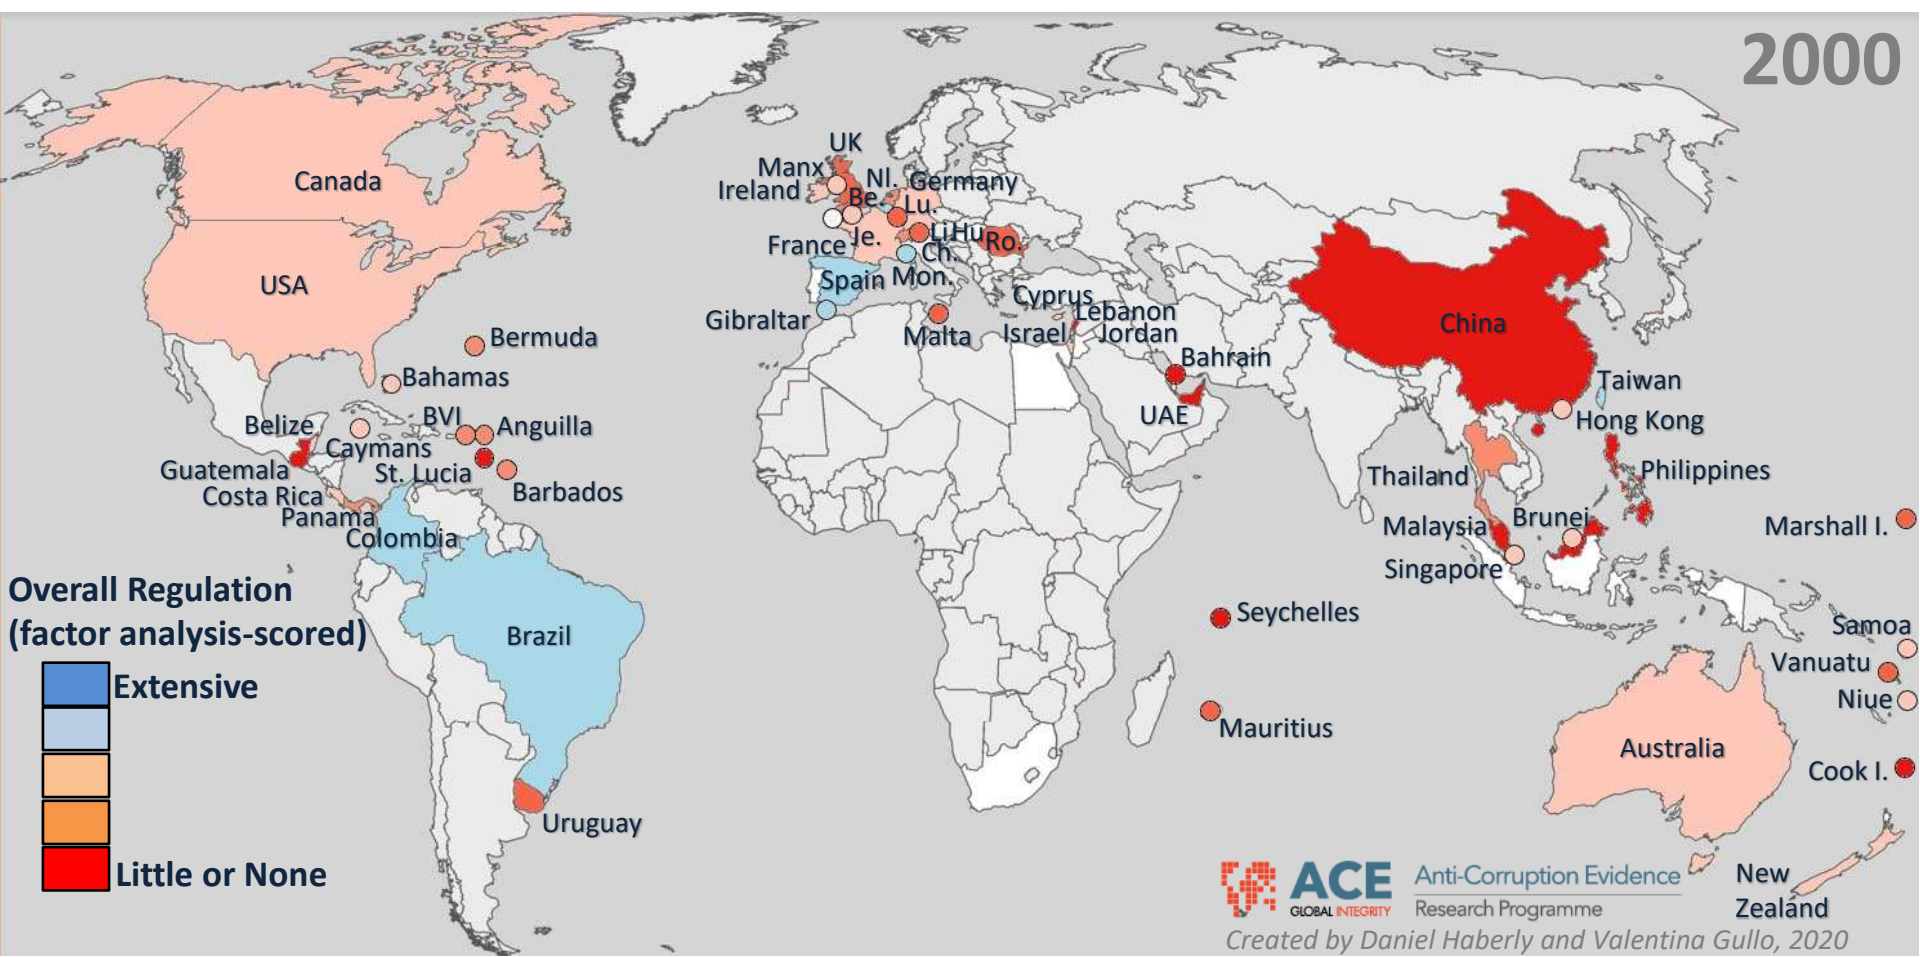 2000
UK
Manx
Ireland
Nl.
Germany
Be.
Lu.
Canada
France
Je.
Li
Hu
Ro.
Ch.
USA
Spain
Mon.
Cyprus
Lebanon
Gibraltar
Malta
Israel
Jordan
China
Bermuda
Bahrain
Bahamas
Taiwan
UAE
Belize
BVI
Anguilla
Hong Kong
Caymans
Guatemala
St. Lucia
Thailand
Philippines
Costa Rica
Barbados
Panama
Malaysia
Brunei
Marshall I.
Colombia
Singapore
Overall Regulation
(factor analysis-scored)
Brazil
Seychelles
Samoa
Extensive
Vanuatu
Niue
Mauritius
Australia
Cook I.
Uruguay
Little or None
New
Zealand
ACE
GLOBAL INTEGRITY
Anti-Corruption Evidence
Research Programme
Created by Daniel Haberly and Valentina Gullo, 2020